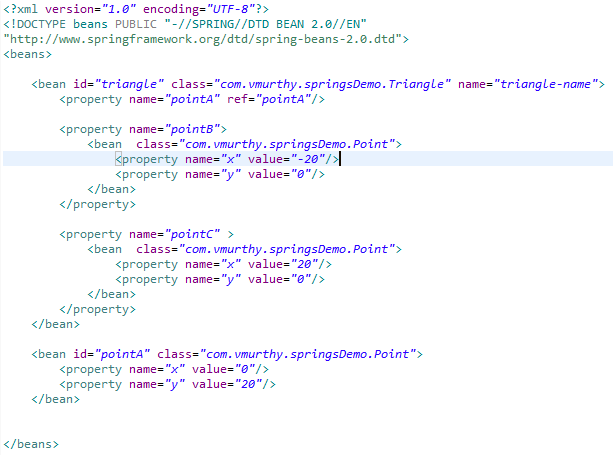 <?xml version="1.0" encoding="UTF-8"?>
<!DOCTYPE beans PUBLIC "-//SPRING//DTD BEAN 2.0//EN"
"http://www.springframework.org/dtd/spring-beans-2.0.dtd">
<beans>

    <bean id="triangle" class="com.vmurthy.springsDemo.Triangle" name="triangle-name">
        <property name="pointA" ref="pointA"/>

        <property name="pointB">
            <bean  class="com.vmurthy.springsDemo.Point">
                <property name="x" value="-20"/>
                <property name="y" value="0"/>
            </bean>
        </property>

        <property name="pointC" >
            <bean  class="com.vmurthy.springsDemo.Point">
                <property name="x" value="20"/>
                <property name="y" value="0"/>
            </bean>
        </property>
    </bean>

    <bean id="pointA" class="com.vmurthy.springsDemo.Point">
        <property name="x" value="0"/>
        <property name="y" value="20"/>
    </bean>


</beans>